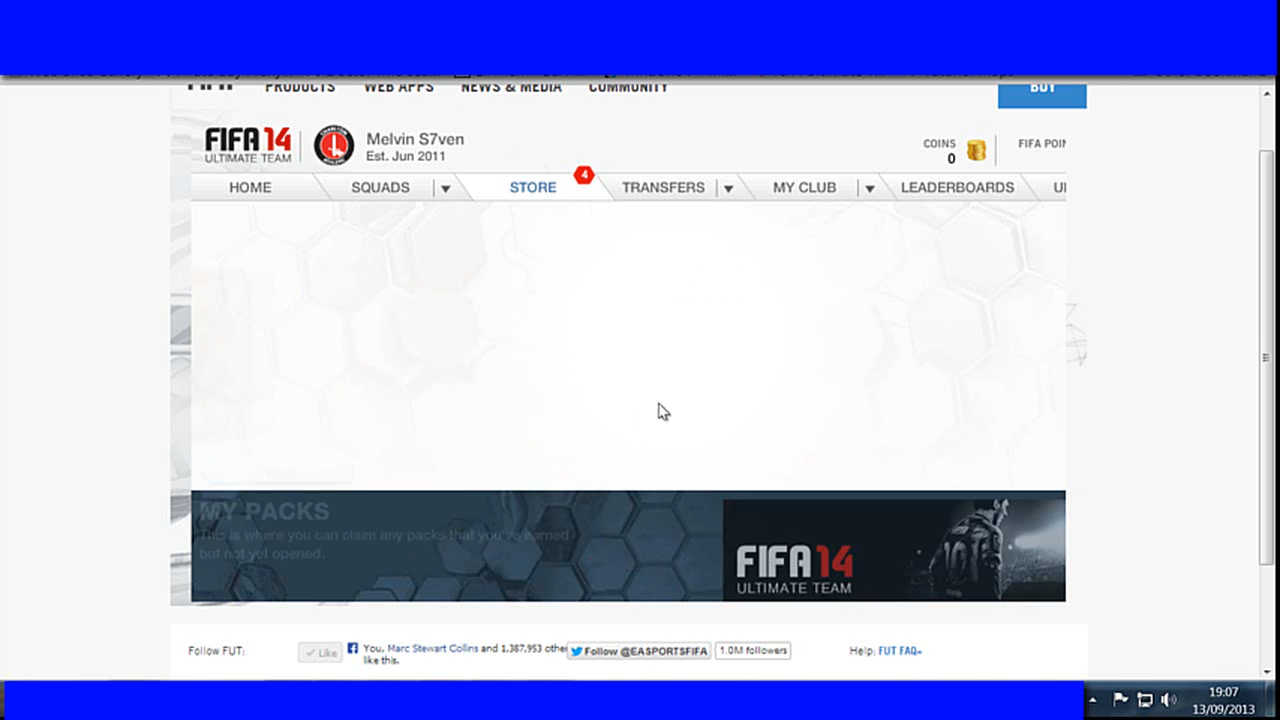 PRODUCTS WEB APPS NEWS & MEDIA COMMUNITY BUY
FIFA 14
ULTIMATE TEAM
Melvin S7ven
Est. Jun 2011
COINS
0
FIFA POIN
HOME SQUADS STORE 4 TRANSFERS MY CLUB LEADERBOARDS
MY PACKS
This is where you can claim any packs that you've earned
but not yet opened.
FIFA 14
ULTIMATE TEAM
Follow FUT:
Like
You, Marc Stewart Collins and 1,387,953 othe
like this.
Follow @EASPORTSFIFA
1.0M followers
Help: FUT FAQ»
19:07
13/09/2013